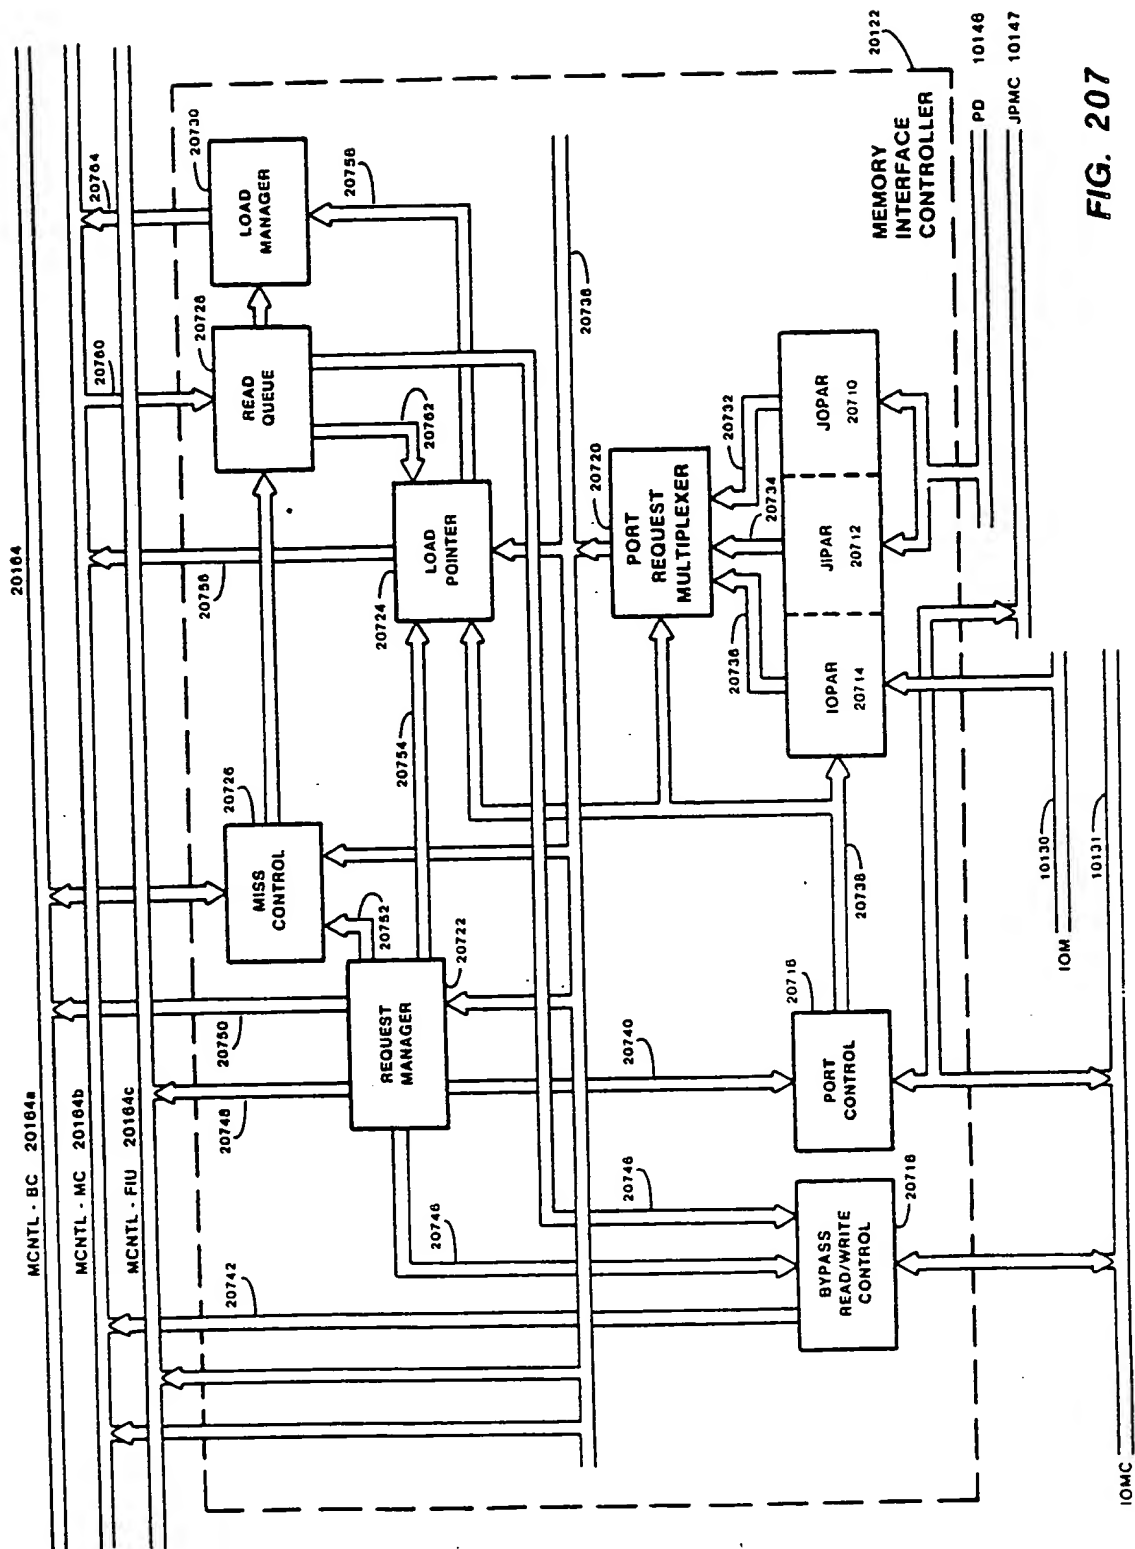 20164
MCNTL - BC 20164a
MCNTL - MC 20164b
MCNTL - FIU 20164c
20742
20748
20750
20756
20760
20764
MISS
CONTROL
20726
READ
QUEUE
20728
LOAD
MANAGER
20730
REQUEST
MANAGER
20722
20752
20754
LOAD
POINTER
20724
20762
20758
20746
20746
20740
PORT
REQUEST
MULTIPLEXER
20720
20738
20736
20734
20732
BYPASS
READ/WRITE
CONTROL
20718
PORT
CONTROL
20716
20738
IOPAR
20714
JIPAR
20712
JOPAR
20710
MEMORY
INTERFACE
CONTROLLER
20122
PD 10146
JPMC 10147
IOM
10130
IOMC
10131
FIG. 207